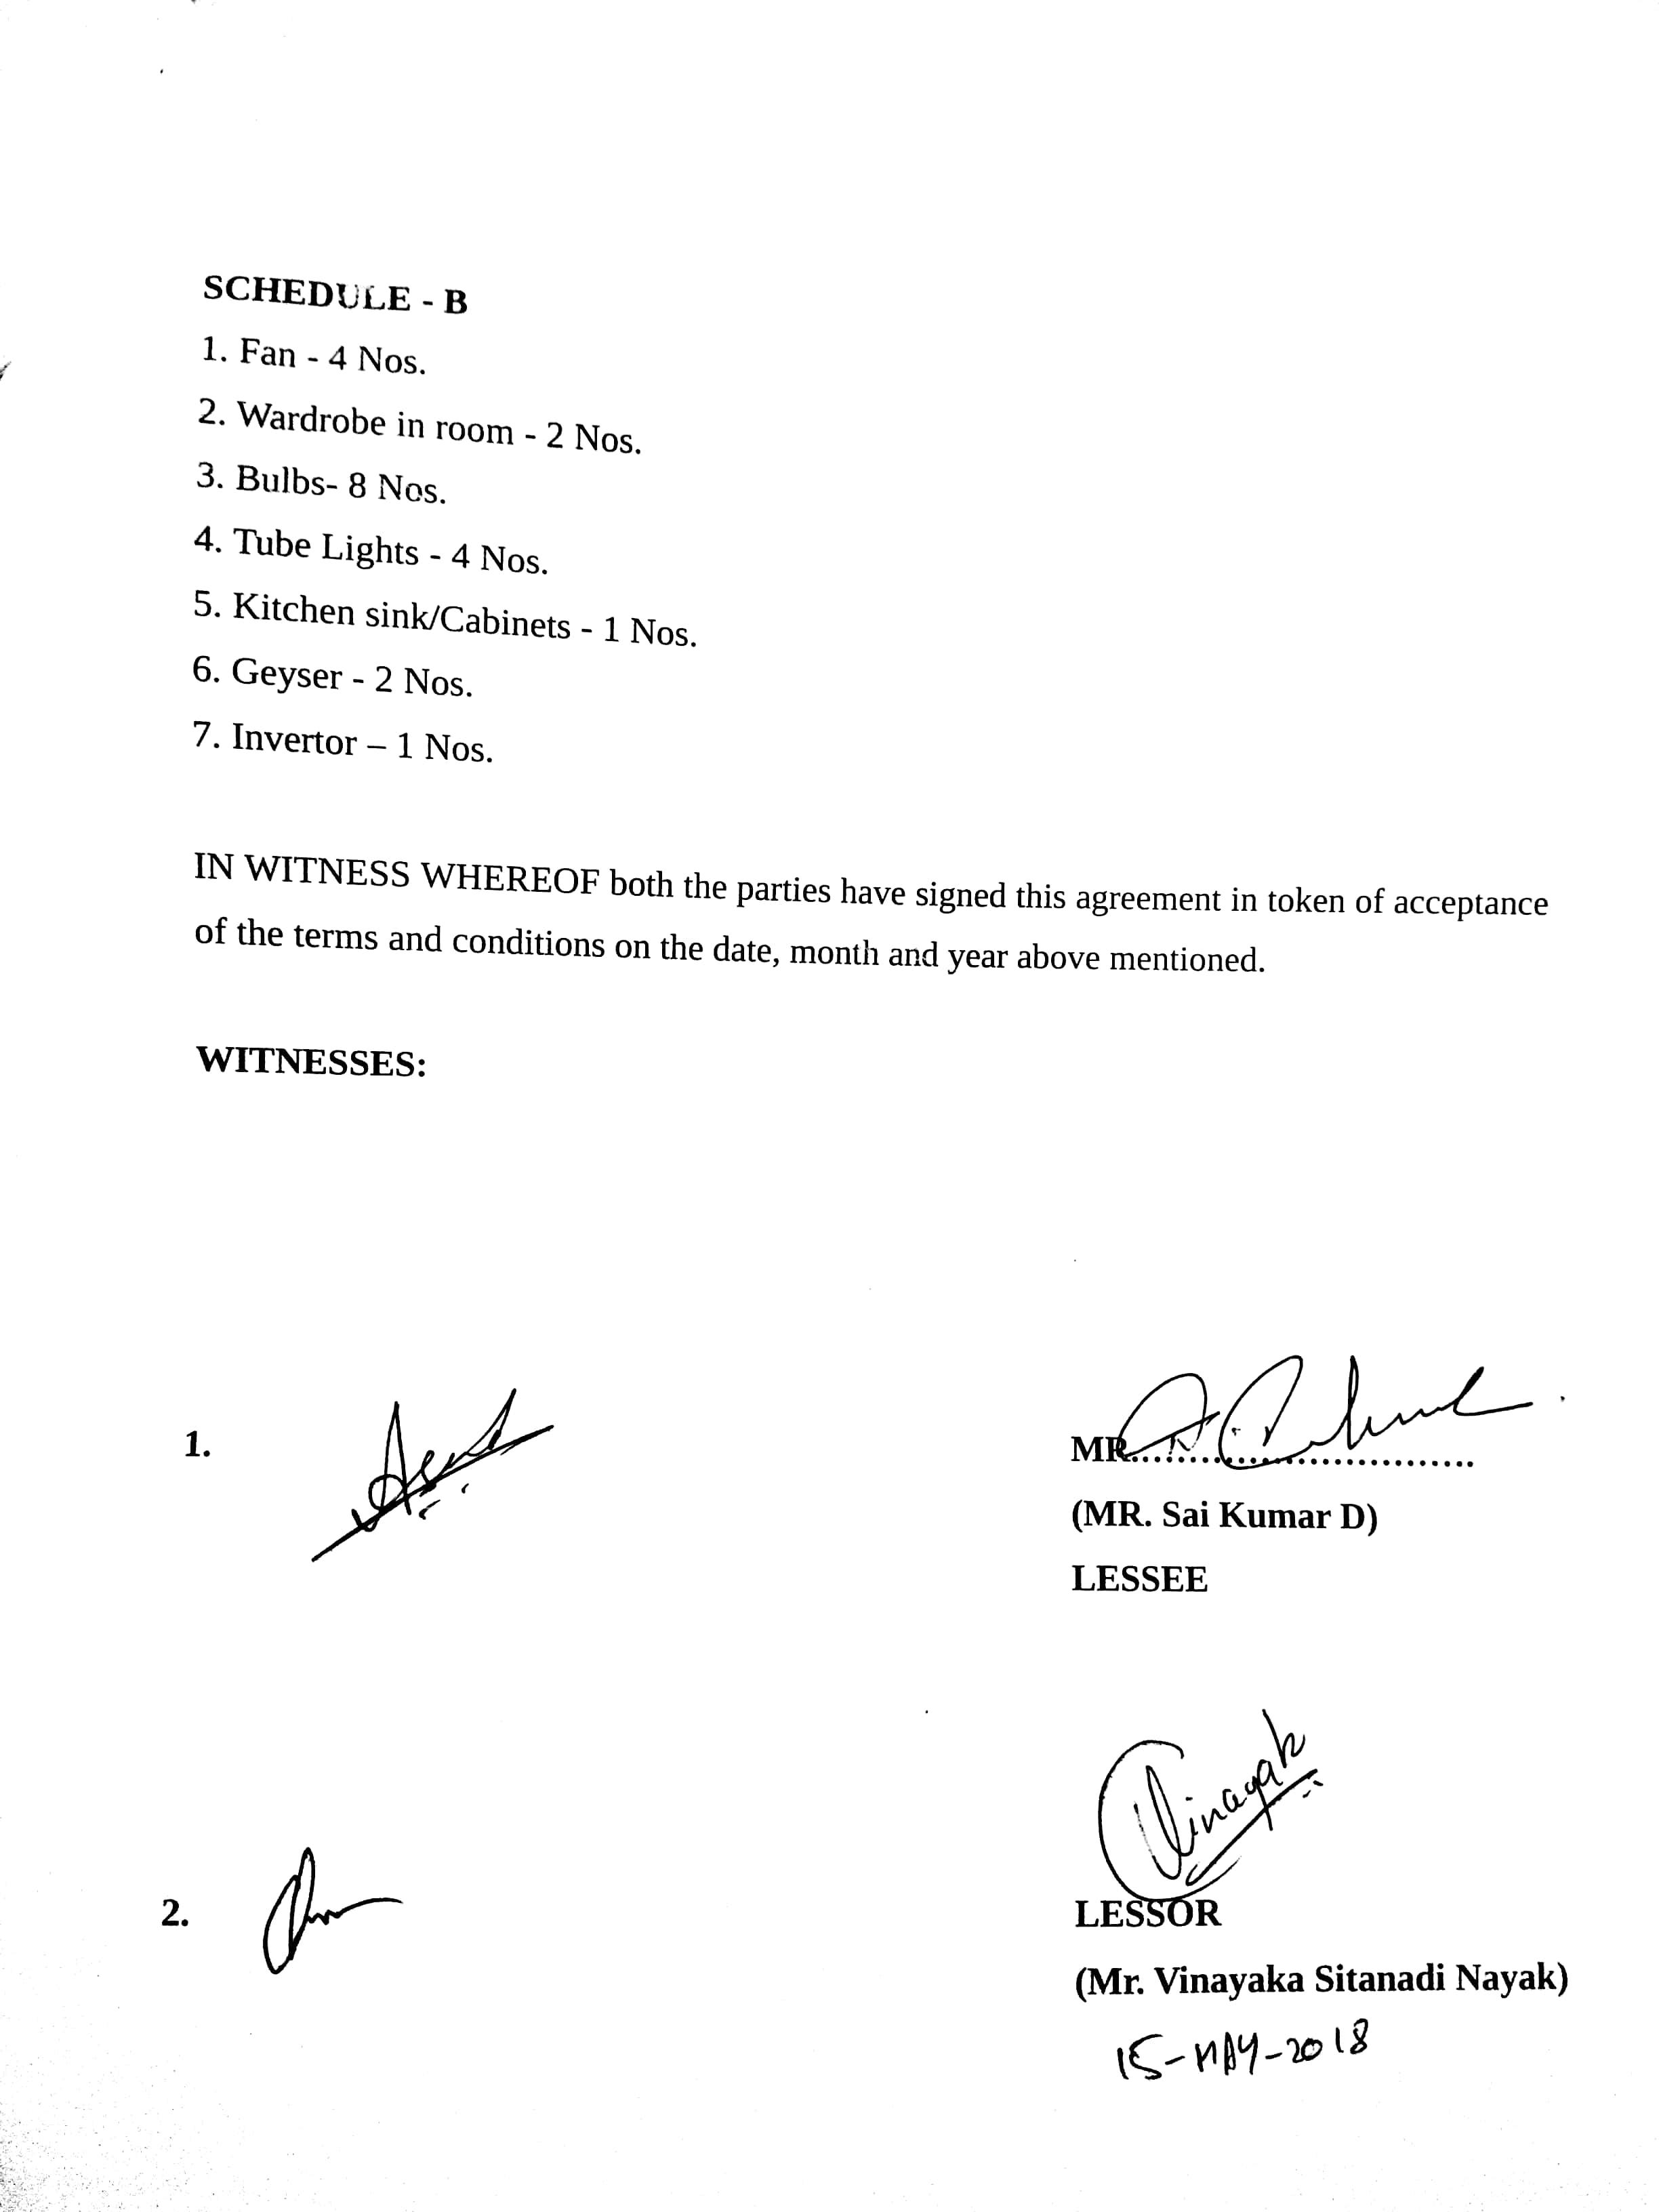 SCHEDULE - B
1. Fan - 4 Nos.
2. Wardrobe in room - 2 Nos.
3. Bulbs- 8 Nos.
4. Tube Lights - 4 Nos.
5. Kitchen sink/Cabinets - 1 Nos.
6. Geyser - 2 Nos.
7. Invertor – 1 Nos.
IN WITNESS WHEREOF both the parties have signed this agreement in token of acceptance
of the terms and conditions on the date, month and year above mentioned.
WITNESSES:
1.
MR..................................
(MR. Sai Kumar D)
LESSEE
Vinayak
2.
LESSOR
(Mr. Vinayaka Sitanadi Nayak)
15-MAY-2018